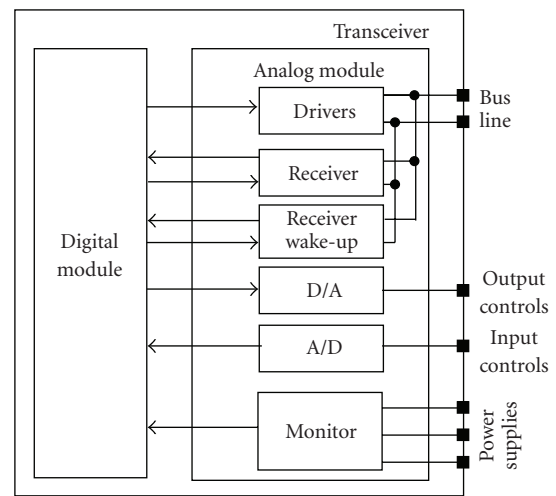 Transceiver
Analog module
Drivers
Bus
line
Receiver
Receiver
wake-up
Digital
module
D/A
Output
controls
A/D
Input
controls
Monitor
Power
supplies